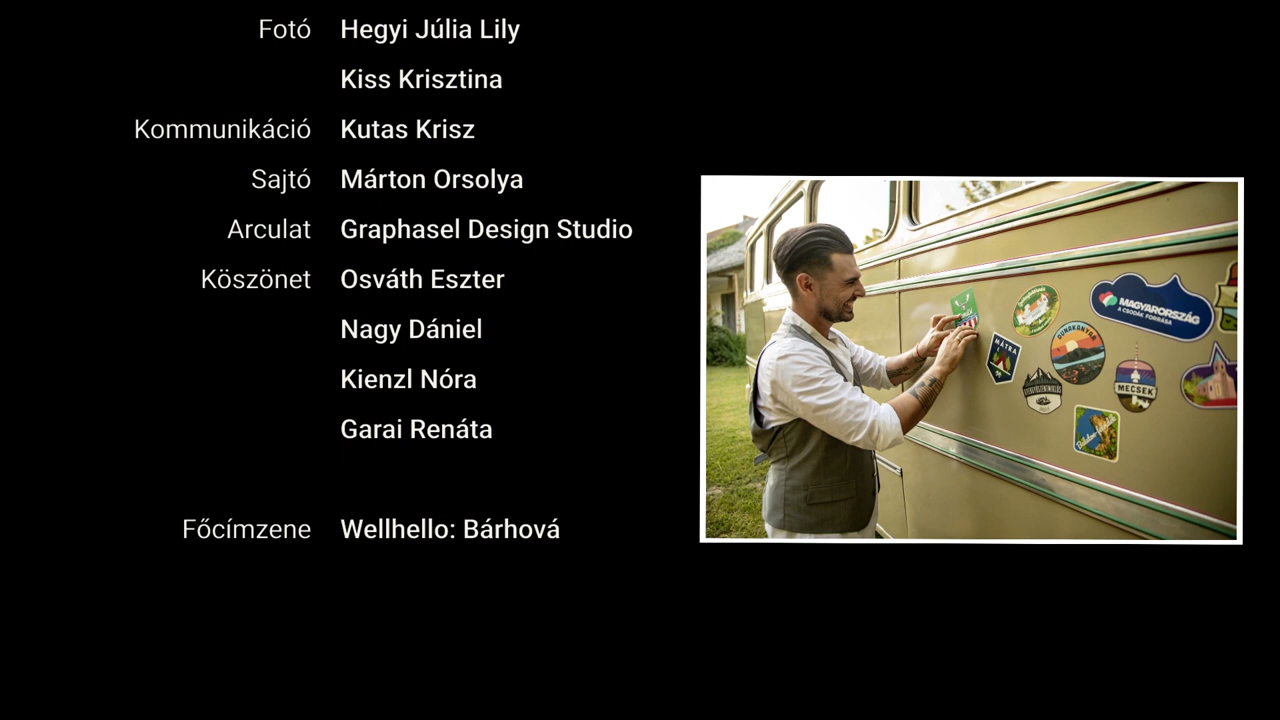 Fotó Hegyi Júlia Lily
Kiss Krisztina
Kommunikáció Kutas Krisz
Sajtó Márton Orsolya
Arculat Graphasel Design Studio
Köszönet Osváth Eszter
Nagy Dániel
Kienzl Nóra
Garai Renáta
Főcímzene Wellhello: Bárhová
MAGYARORSZÁG
A CSODÁK FORRÁSA
DUNAKANYAR
MÁTRA
MECSEK